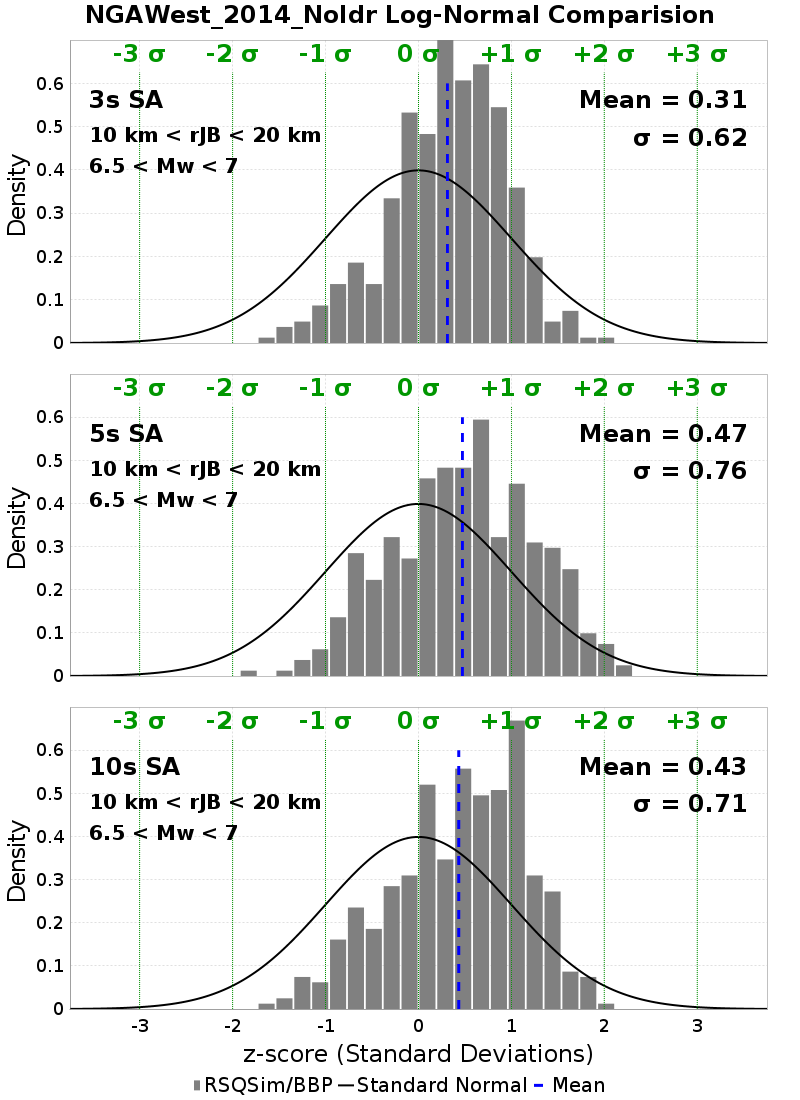 NGAWest_2014_NoIdr Log-Normal Comparision
-3 σ -2 σ -1 σ 0 σ +1 σ +2 σ +3 σ
3s SA Mean = 0.31
10 km < rJB < 20 km σ = 0.62
6.5 < Mw < 7
Density
0.6
0.5
0.4
0.3
0.2
0.1
0
-3 σ -2 σ -1 σ 0 σ +1 σ +2 σ +3 σ
5s SA Mean = 0.47
10 km < rJB < 20 km σ = 0.76
6.5 < Mw < 7
Density
0.6
0.5
0.4
0.3
0.2
0.1
0
-3 σ -2 σ -1 σ 0 σ +1 σ +2 σ +3 σ
10s SA Mean = 0.43
10 km < rJB < 20 km σ = 0.71
6.5 < Mw < 7
Density
0.6
0.5
0.4
0.3
0.2
0.1
0
-3 -2 -1 0 1 2 3
z-score (Standard Deviations)
RSQSim/BBP Standard Normal Mean